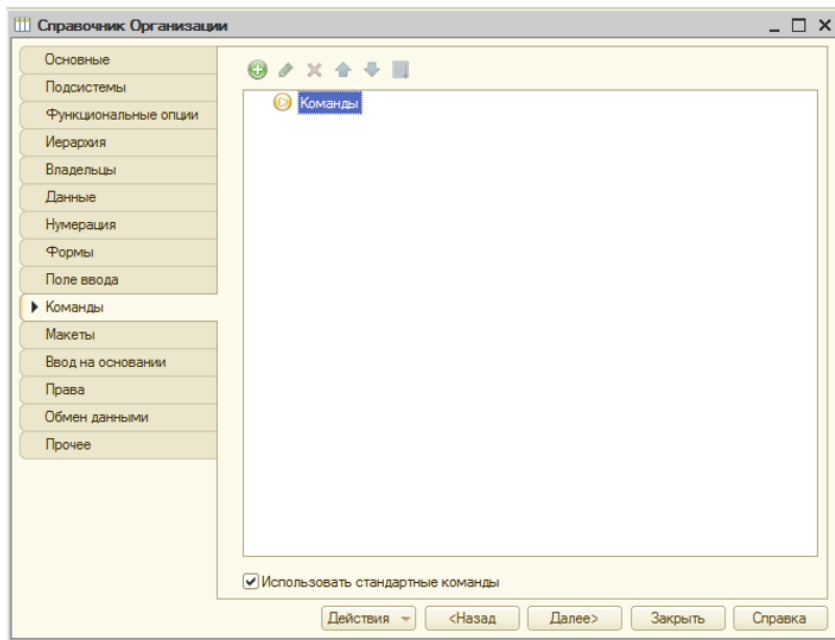 Справочник Организации
Основные
Подсистемы
Функциональные опции
Иерархия
Владельцы
Данные
Нумерация
Формы
Поле ввода
Команды
Макеты
Ввод на основании
Права
Обмен данными
Прочее
Команды
Использовать стандартные команды
Действия <Назад Далее> Закрыть Справка